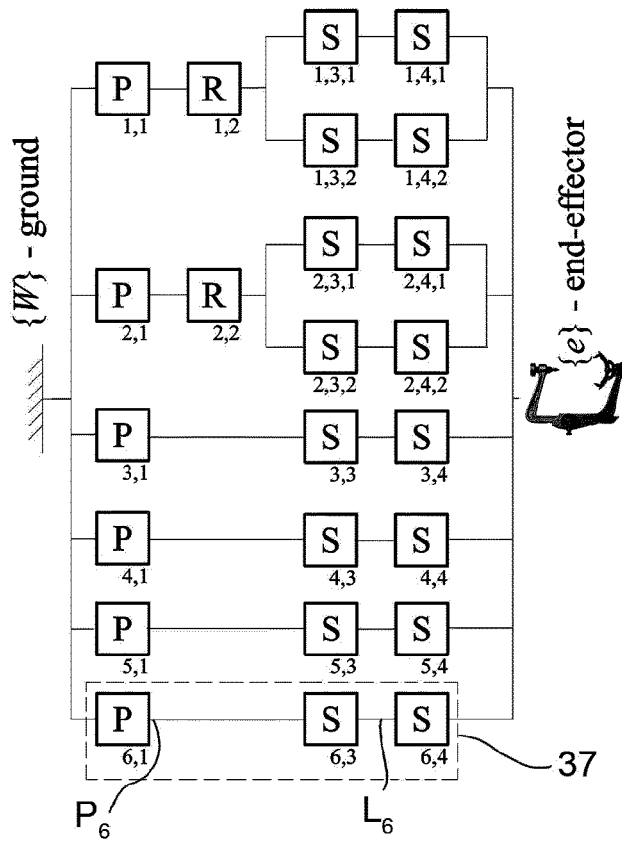 S S
1,3,1 1,4,1
P R
1,1 1,2
S S
1,3,2 1,4,2
{W} - ground
{e} - end-effector
S S
2,3,1 2,4,1
P R
2,1 2,2
S S
2,3,2 2,4,2
P S S
3,1 3,3 3,4
P S S
4,1 4,3 4,4
P S S
5,1 5,3 5,4
P S S
6,1 6,3 6,4
37
P6 L6